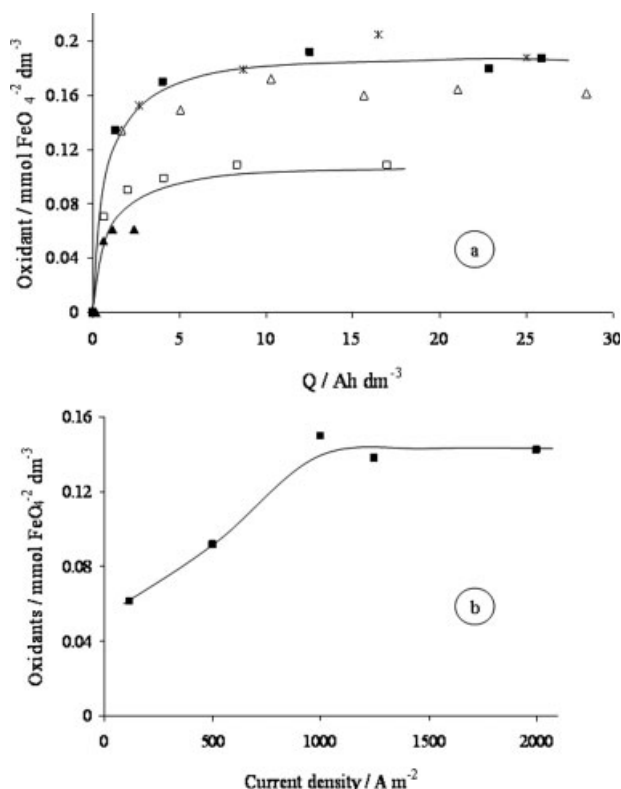 Oxidant / mmol FeO4-2 dm-3
0.2
0.16
0.12
0.08
0.04
0
0 5 10 15 20 25 30
a
Q / Ah dm-3
Oxidants / mmol FeO4-2 dm-3
0.16
0.12
0.08
0.04
0
0 500 1000 1500 2000
b
Current density / A m-2